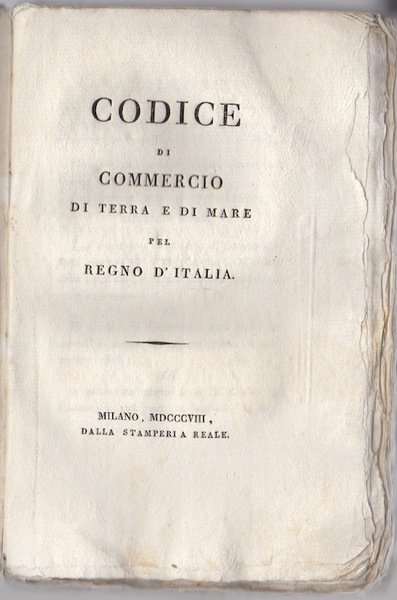 CODICE
DI
COMMERCIO
DI TERRA E DI MARE
PEL
REGNO D'ITALIA.
MILANO, MDCCCVIII,
DALLA STAMPERIA REALE.